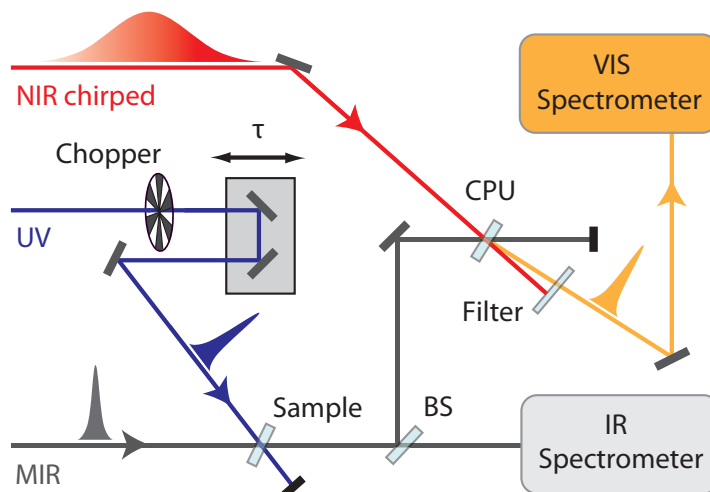 NIR chirped
VIS
Spectrometer
τ
Chopper
CPU
UV
Filter
Sample
BS
IR
Spectrometer
MIR